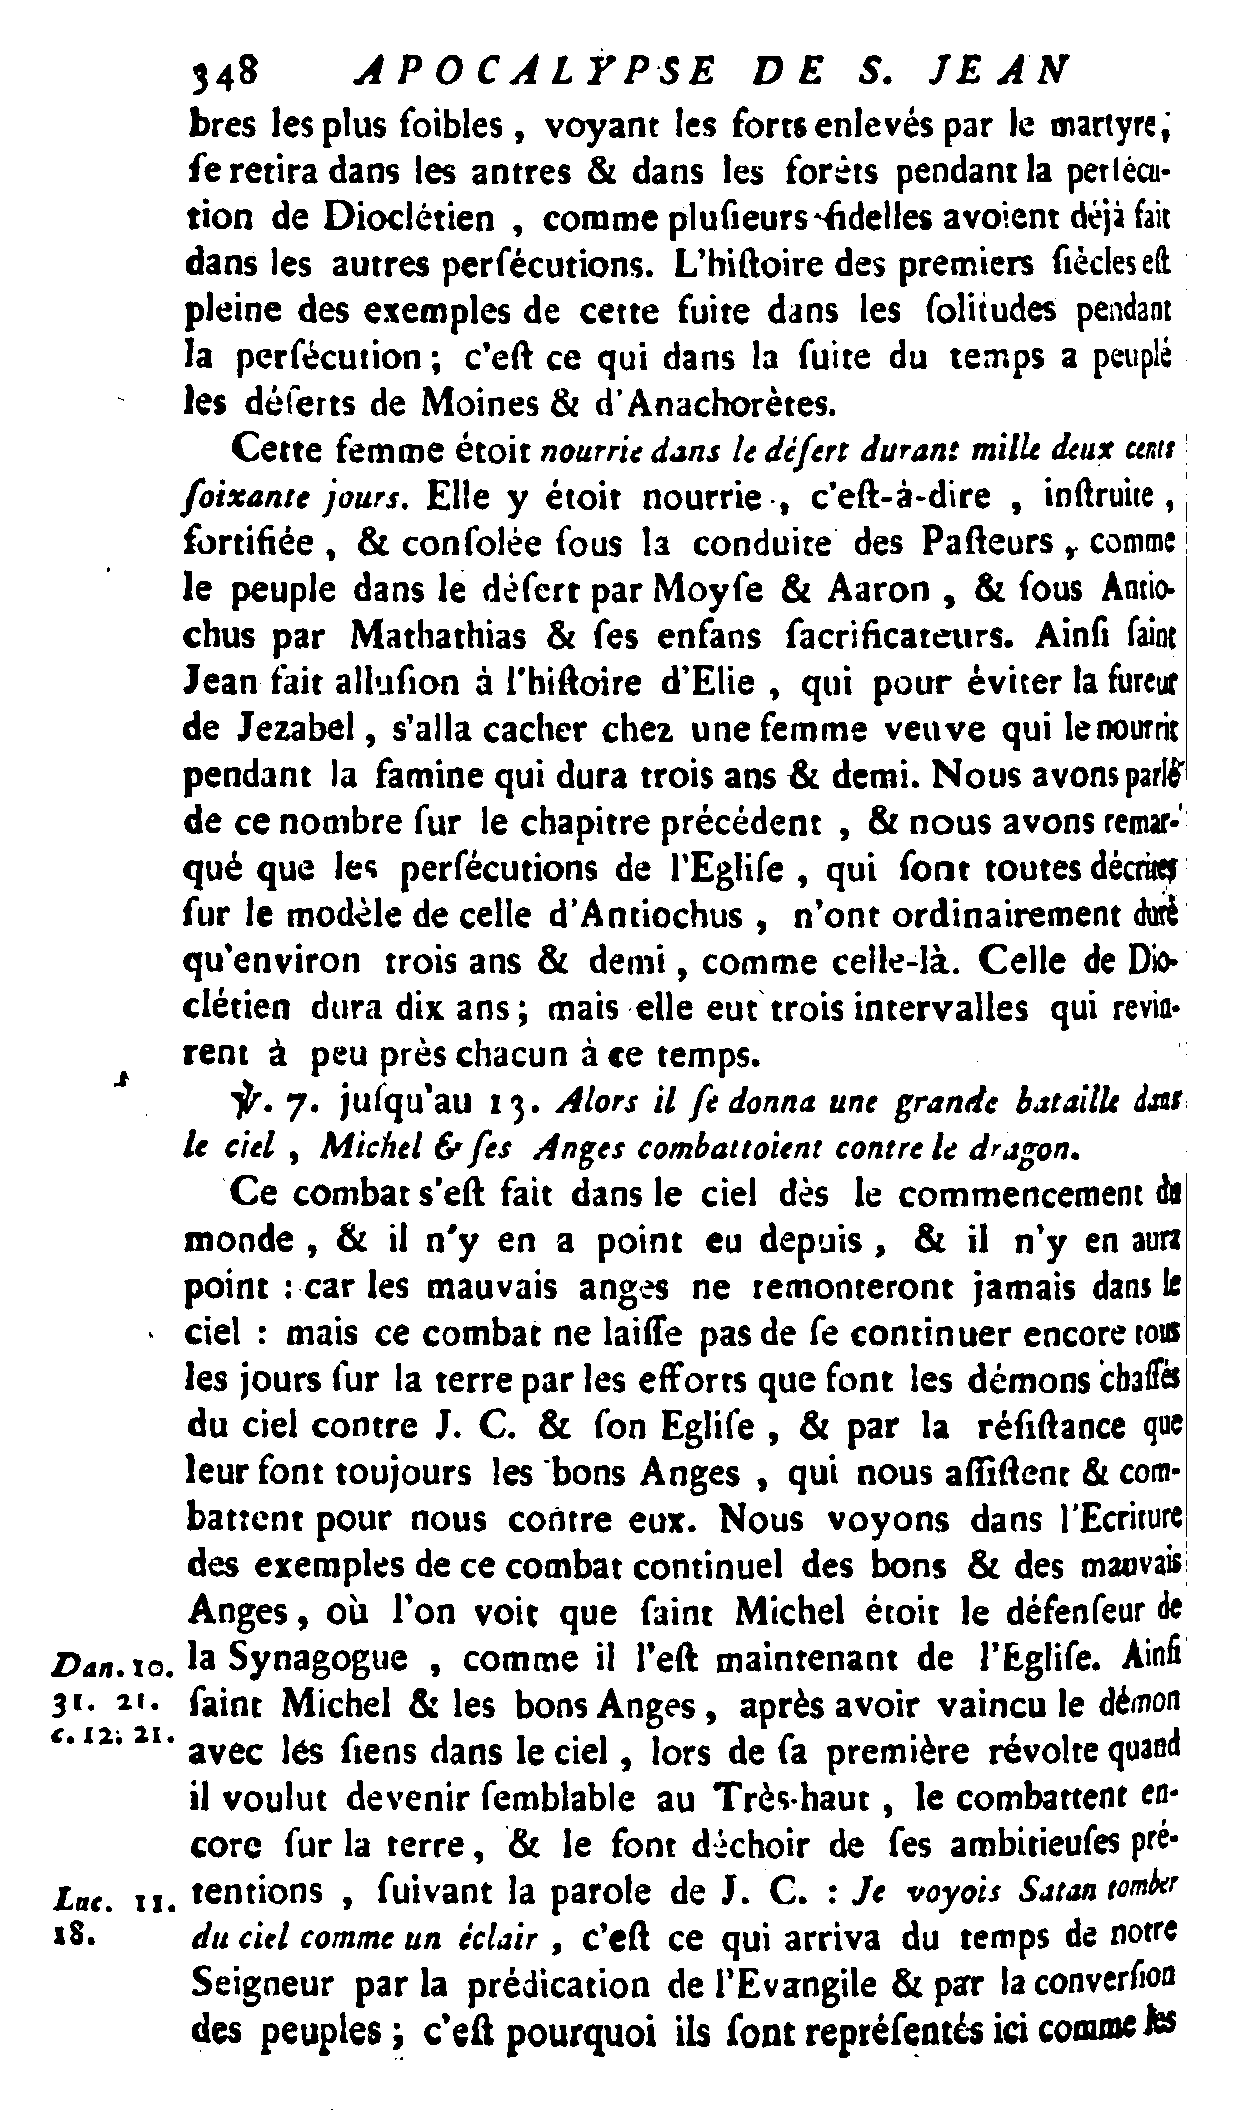 348 APOCALYPSE DE S. JEAN
bres les plus ſoibles, voyant les forts enlevés par le martyre,
ſe retira dans les antres & dans les forêts pendant la perſécu-
tion de Dioclétien, comme pluſieurs fidelles avoient déjà fait
dans les autres perſécutions. L'hiſtoire des premiers ſiècles eſt
pleine des exemples de cette fuite dans les ſolitudes pendant
la perſécution; c'eſt ce qui dans la ſuite du temps a peuplé
les déſerts de Moines & d'Anachorètes.
Cette femme étoit nourrie dans le déſert durant mille deux cents
ſoixante jours. Elle y étoit nourrie, c'eſt-à-dire, inſtruite,
fortifiée, & conſolée ſous la conduite des Paſteurs, comme
le peuple dans le déſert par Moyſe & Aaron, & ſous Antio-
chus par Mathathias & ſes enfans ſacrificateurs. Ainſi ſaint
Jean fait alluſion à l'hiſtoire d'Elie, qui pour éviter la fureur
de Jezabel, s'alla cacher chez une femme veuve qui le nourrit
pendant la famine qui dura trois ans & demi. Nous avons parlé
de ce nombre ſur le chapitre précédent, & nous avons remar-
qué que les perſécutions de l'Egliſe, qui ſont toutes décrites
ſur le modèle de celle d'Antiochus, n'ont ordinairement duré
qu'environ trois ans & demi, comme celle-là. Celle de Dio-
clétien dura dix ans; mais elle eut trois intervalles qui revin-
rent à peu près chacun à ce temps.
℣. 7. juſqu'au 13. Alors il ſe donna une grande bataille dans
le ciel, Michel & ſes Anges combattoient contre le dragon.
Ce combat s'eſt fait dans le ciel dès le commencement du
monde, & il n'y en a point eu depuis, & il n'y en aura
point : car les mauvais anges ne remonteront jamais dans le
ciel : mais ce combat ne laiſſe pas de ſe continuer encore tous
les jours ſur la terre par les efforts que font les démons chaſſés
du ciel contre J. C. & ſon Egliſe, & par la réſiſtance que
leur font toujours les bons Anges, qui nous aſſiſtent & com-
battent pour nous contre eux. Nous voyons dans l'Ecriture
des exemples de ce combat continuel des bons & des mauvais
Anges, où l'on voit que ſaint Michel étoit le défenſeur de
Dan. 10. la Synagogue, comme il l'eſt maintenant de l'Egliſe. Ainſi
31. 21. ſaint Michel & les bons Anges, après avoir vaincu le démon
c. 12. 21. avec les ſiens dans le ciel, lors de ſa première révolte quand
il voulut devenir ſemblable au Très-haut, le combattent en-
core ſur la terre, & le font déchoir de ſes ambitieuſes pré-
Luc. 11. tentions, ſuivant la parole de J. C. : Je voyois Satan tomber
18. du ciel comme un éclair, c'eſt ce qui arriva du temps de notre
Seigneur par la prédication de l'Evangile & par la converſion
des peuples; c'eſt pourquoi ils ſont repréſentés ici comme les